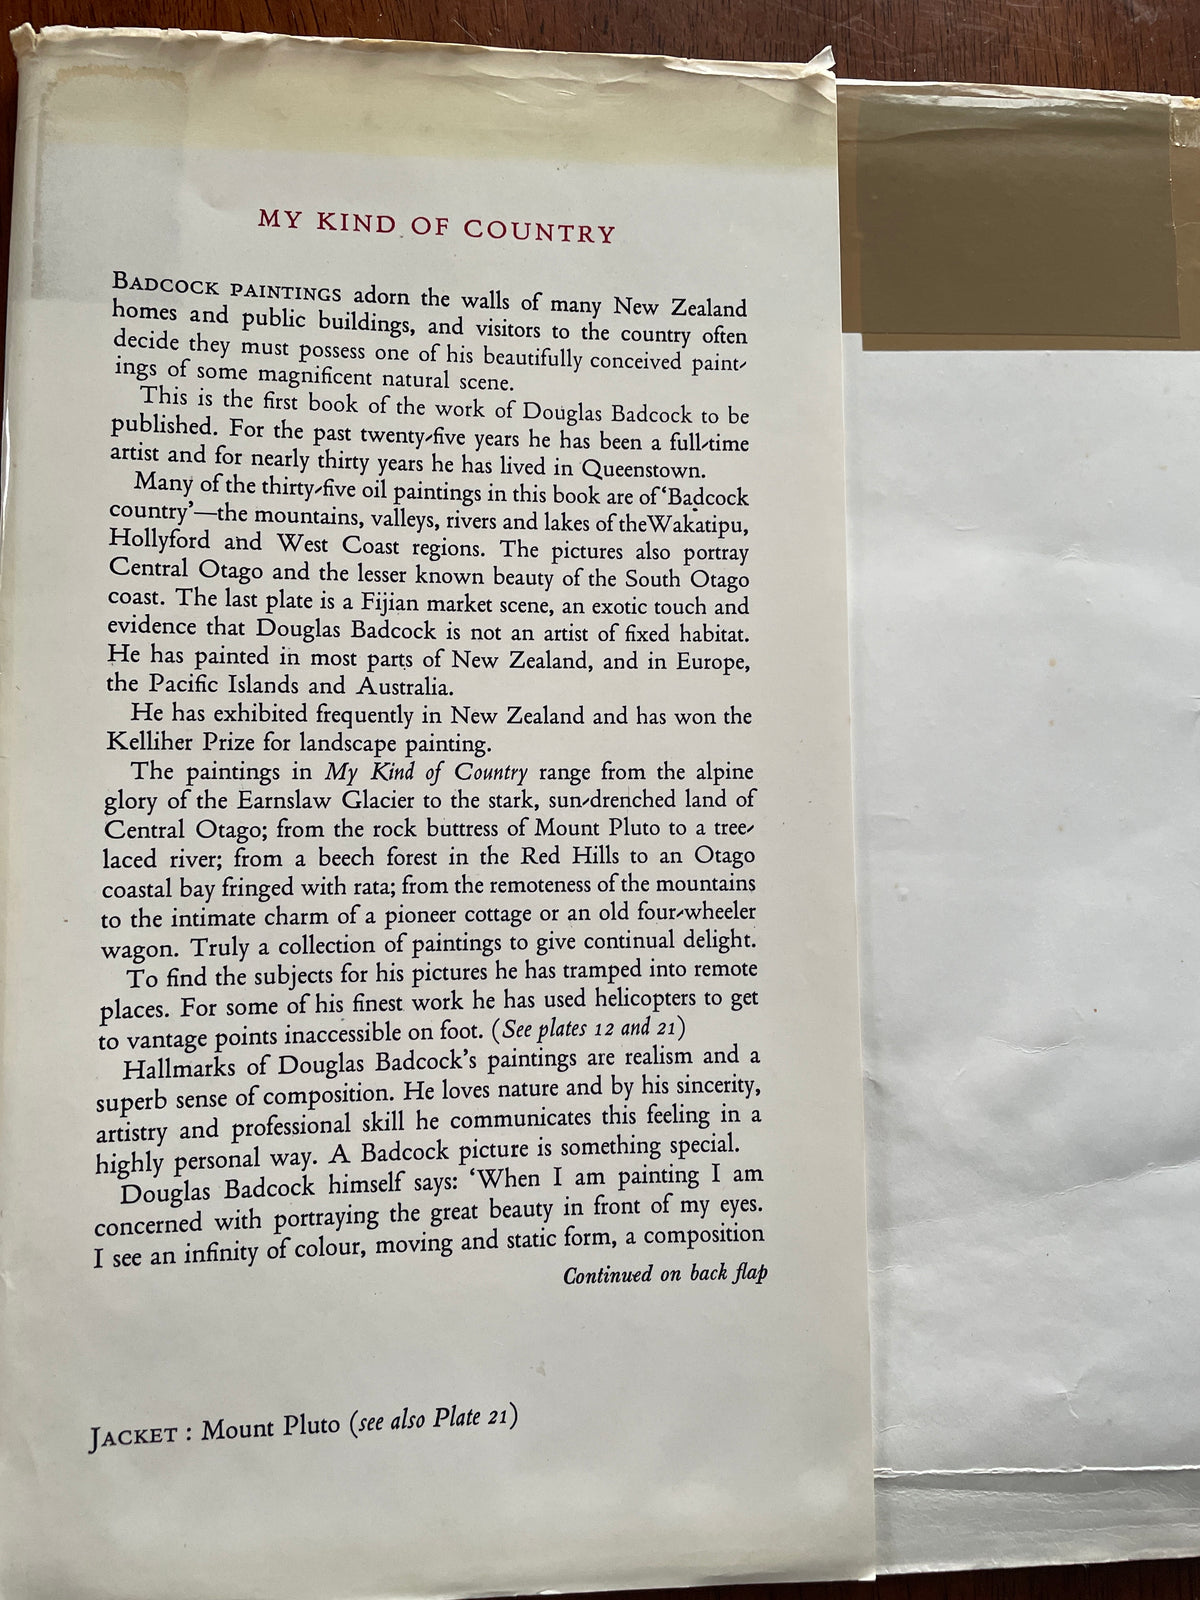 MY KIND OF COUNTRY
BADCOCK PAINTINGS adorn the walls of many New Zealand
homes and public buildings, and visitors to the country often
decide they must possess one of his beautifully conceived paint-
ings of some magnificent natural scene.
This is the first book of the work of Douglas Badcock to be
published. For the past twenty-five years he has been a full-time
artist and for nearly thirty years he has lived in Queenstown.
Many of the thirty-five oil paintings in this book are of 'Badcock
country'—the mountains, valleys, rivers and lakes of the Wakatipu,
Hollyford and West Coast regions. The pictures also portray
Central Otago and the lesser known beauty of the South Otago
coast. The last plate is a Fijian market scene, an exotic touch and
evidence that Douglas Badcock is not an artist of fixed habitat.
He has painted in most parts of New Zealand, and in Europe,
the Pacific Islands and Australia.
He has exhibited frequently in New Zealand and has won the
Kelliher Prize for landscape painting.
The paintings in My Kind of Country range from the alpine
glory of the Earnslaw Glacier to the stark, sun-drenched land of
Central Otago; from the rock buttress of Mount Pluto to a tree-
laced river; from a beech forest in the Red Hills to an Otago
coastal bay fringed with rata; from the remoteness of the mountains
to the intimate charm of a pioneer cottage or an old four-wheeler
wagon. Truly a collection of paintings to give continual delight.
To find the subjects for his pictures he has tramped into remote
places. For some of his finest work he has used helicopters to get
to vantage points inaccessible on foot. (See plates 12 and 21)
Hallmarks of Douglas Badcock's paintings are realism and a
superb sense of composition. He loves nature and by his sincerity,
artistry and professional skill he communicates this feeling in a
highly personal way. A Badcock picture is something special.
Douglas Badcock himself says: 'When I am painting I am
concerned with portraying the great beauty in front of my eyes.
I see an infinity of colour, moving and static form, a composition
Continued on back flap
JACKET : Mount Pluto (see also Plate 21)